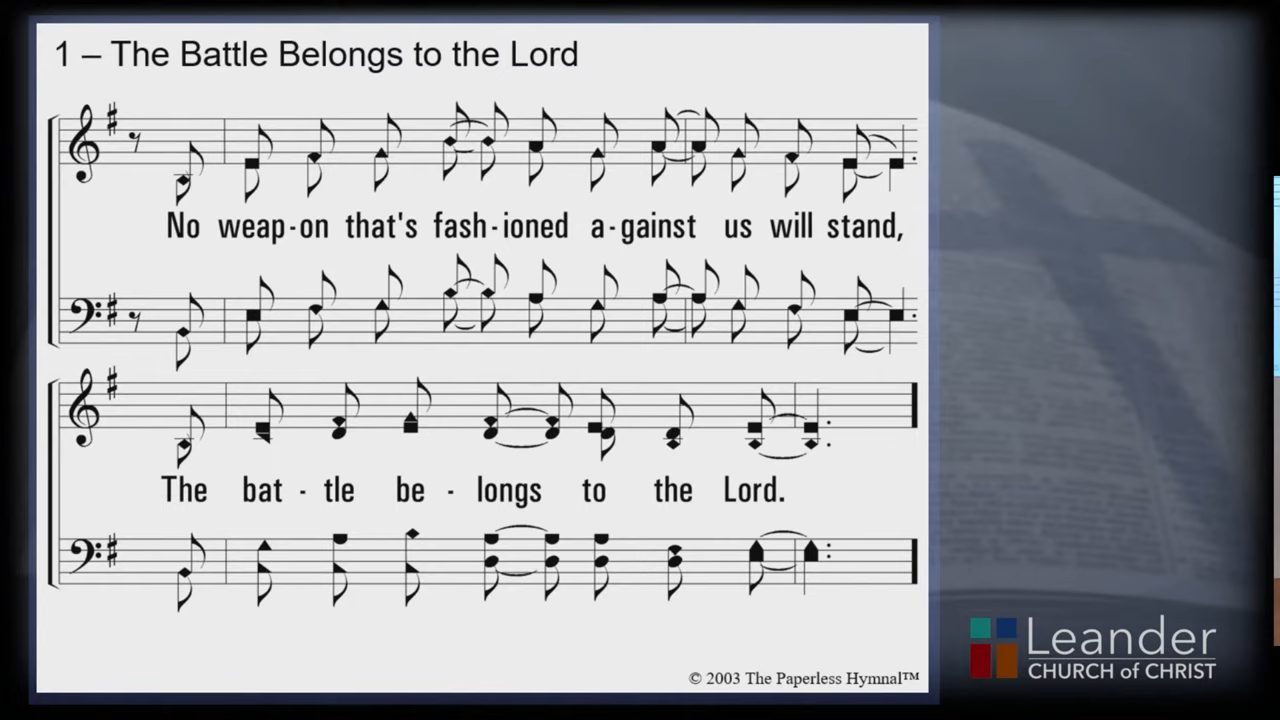 1 – The Battle Belongs to the Lord
No weap-on that's fash-ioned a-gainst us will stand,
The bat - tle be - longs to the Lord.
© 2003 The Paperless Hymnal™
Leander
CHURCH of CHRIST